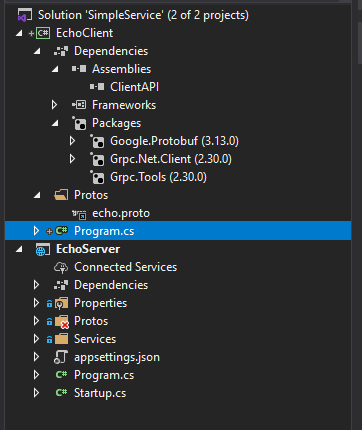 Solution 'SimpleService' (2 of 2 projects)
EchoClient
Dependencies
Assemblies
ClientAPI
Frameworks
Packages
Google.Protobuf (3.13.0)
Grpc.Net.Client (2.30.0)
Grpc.Tools (2.30.0)
Protos
echo.proto
Program.cs
EchoServer
Connected Services
Dependencies
Properties
Protos
Services
appsettings.json
Program.cs
Startup.cs